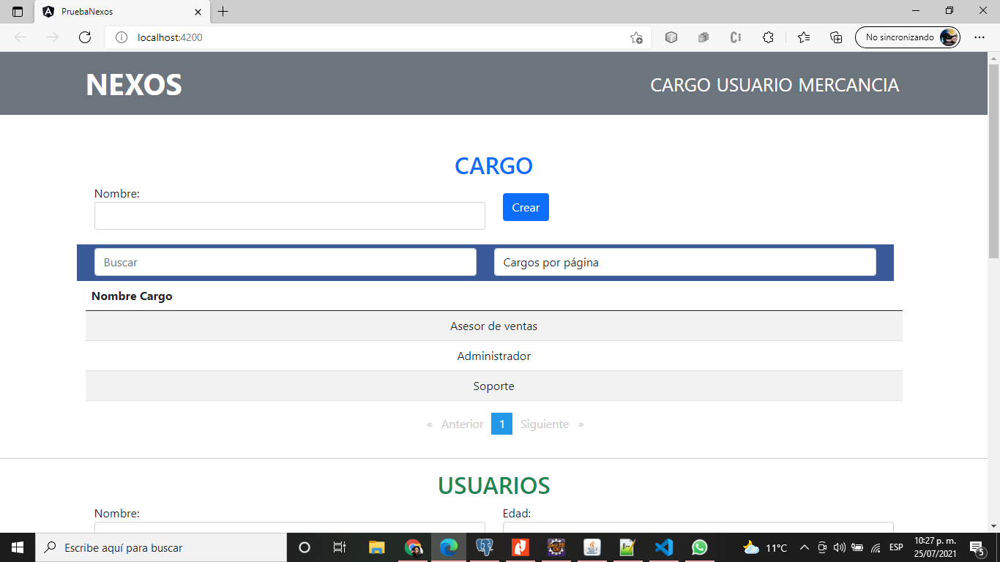 PruebaNexos
localhost:4200
No sincronizando
NEXOS
CARGO USUARIO MERCANCIA
CARGO
Nombre:
Crear
Buscar
Cargos por página
Nombre Cargo
Asesor de ventas
Administrador
Soporte
« Anterior 1 Siguiente »
USUARIOS
Nombre:
Edad:
Escribe aquí para buscar
11°C
ESP
10:27 p. m.
25/07/2021
5